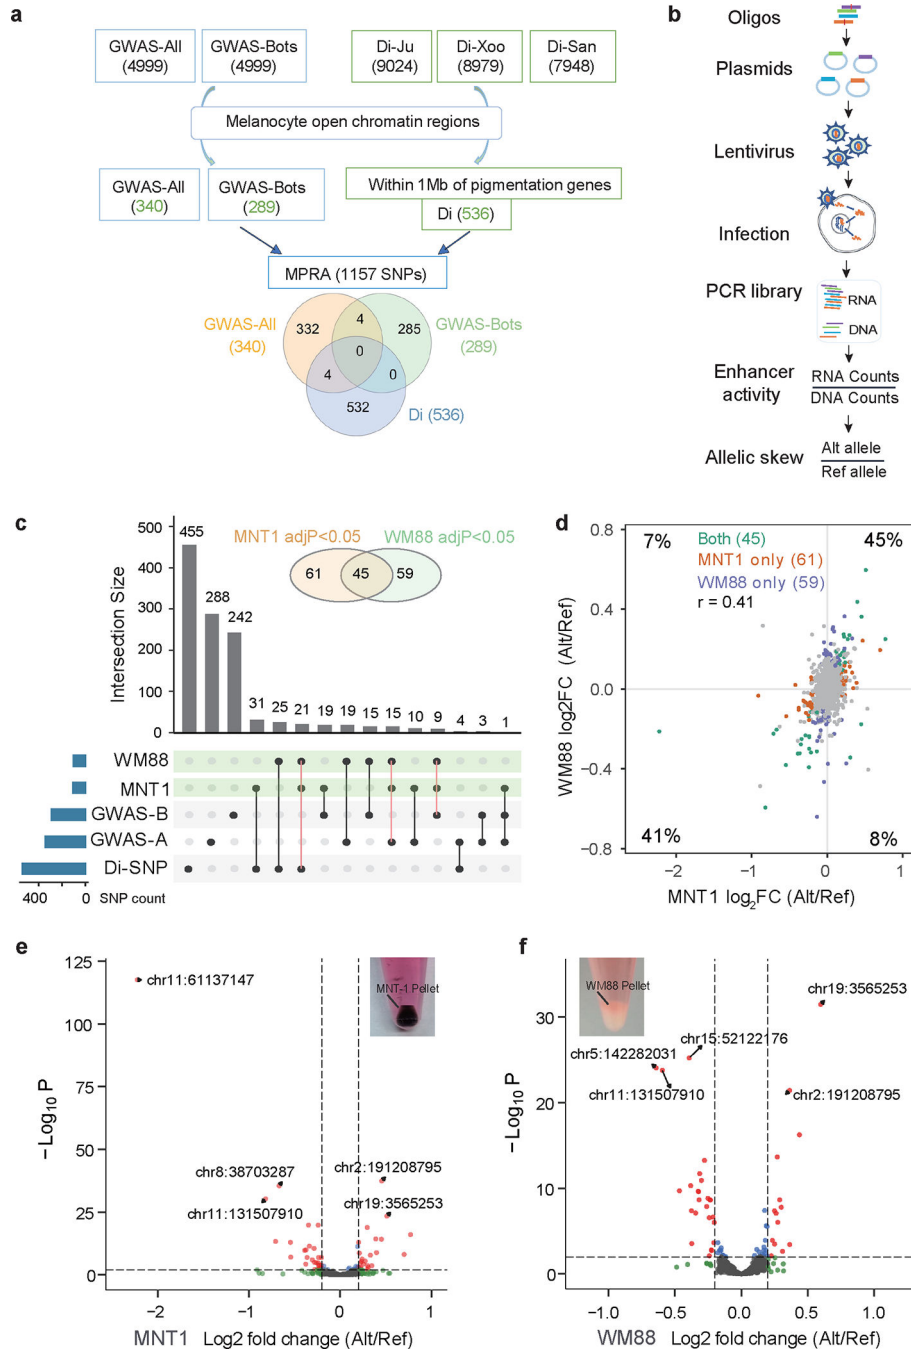 a
GWAS-All
(4999)
GWAS-Bots
(4999)
Di-Ju
(9024)
Di-Xoo
(8979)
Di-San
(7948)
Melanocyte open chromatin regions
GWAS-All
(340)
GWAS-Bots
(289)
Within 1Mb of pigmentation genes
Di (536)
MPRA (1157 SNPs)
GWAS-All
(340)
332
4
285
GWAS-Bots
(289)
0
4
0
532
Di (536)
b
Oligos
Plasmids
Lentivirus
Infection
PCR library
RNA
DNA
Enhancer
activity
RNA Counts
DNA Counts
Allelic skew
Alt allele
Ref allele
c
Intersection Size
500
400
300
200
100
0
455
288
242
31
25
21
19
19
15
15
10
9
4
3
1
MNT1 adjP<0.05
WM88 adjP<0.05
61
45
59
WM88
MNT1
GWAS-B
GWAS-A
Di-SNP
400
0
SNP count
d
7%
45%
Both (45)
MNT1 only (61)
WM88 only (59)
r = 0.41
41%
8%
WM88 log2FC (Alt/Ref)
0.8
0.4
0.0
−0.4
−0.8
−2
−1
0
1
MNT1 log2FC (Alt/Ref)
e
−Log10 P
125
100
75
50
25
0
chr11:61137147
MNT-1 Pellet
chr8:38703287
chr11:131507910
chr2:191208795
chr19:3565253
−2
−1
0
1
MNT1 Log2 fold change (Alt/Ref)
f
−Log10 P
30
20
10
0
WM88 Pellet
chr19:3565253
chr15:52122176
chr5:142282031
chr11:131507910
chr2:191208795
−1.0
−0.5
0.0
0.5
1.0
WM88 Log2 fold change (Alt/Ref)